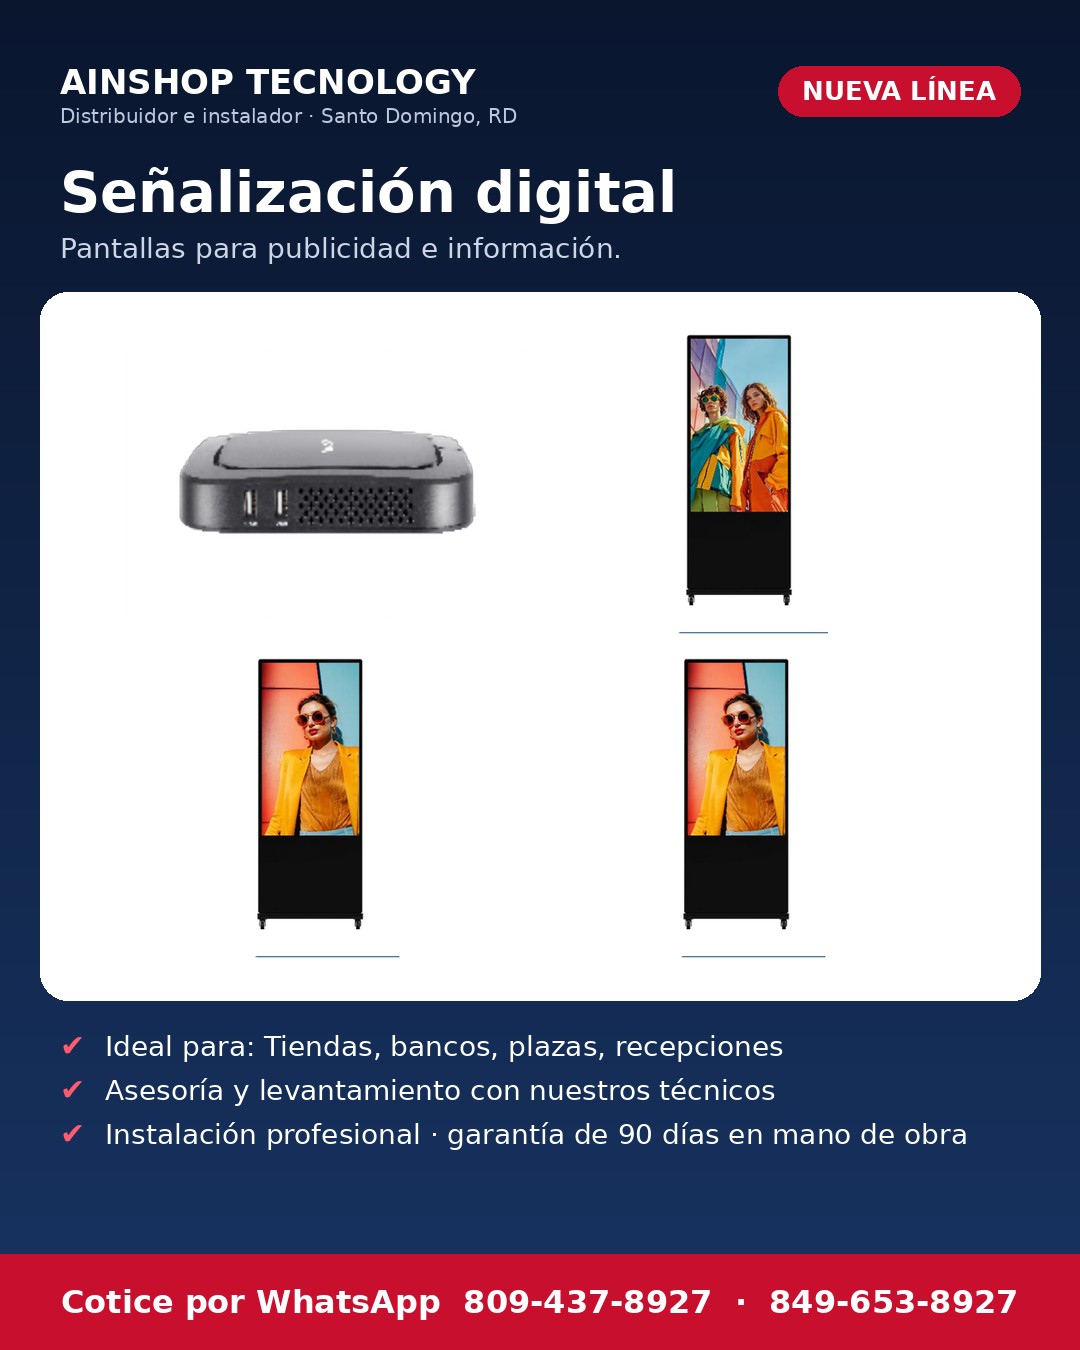 AINSHOP TECNOLOGY
NUEVA LÍNEA
Distribuidor e instalador · Santo Domingo, RD
Señalización digital
Pantallas para publicidad e información.
✔ Ideal para: Tiendas, bancos, plazas, recepciones
✔ Asesoría y levantamiento con nuestros técnicos
✔ Instalación profesional · garantía de 90 días en mano de obra
Cotice por WhatsApp 809-437-8927 · 849-653-8927